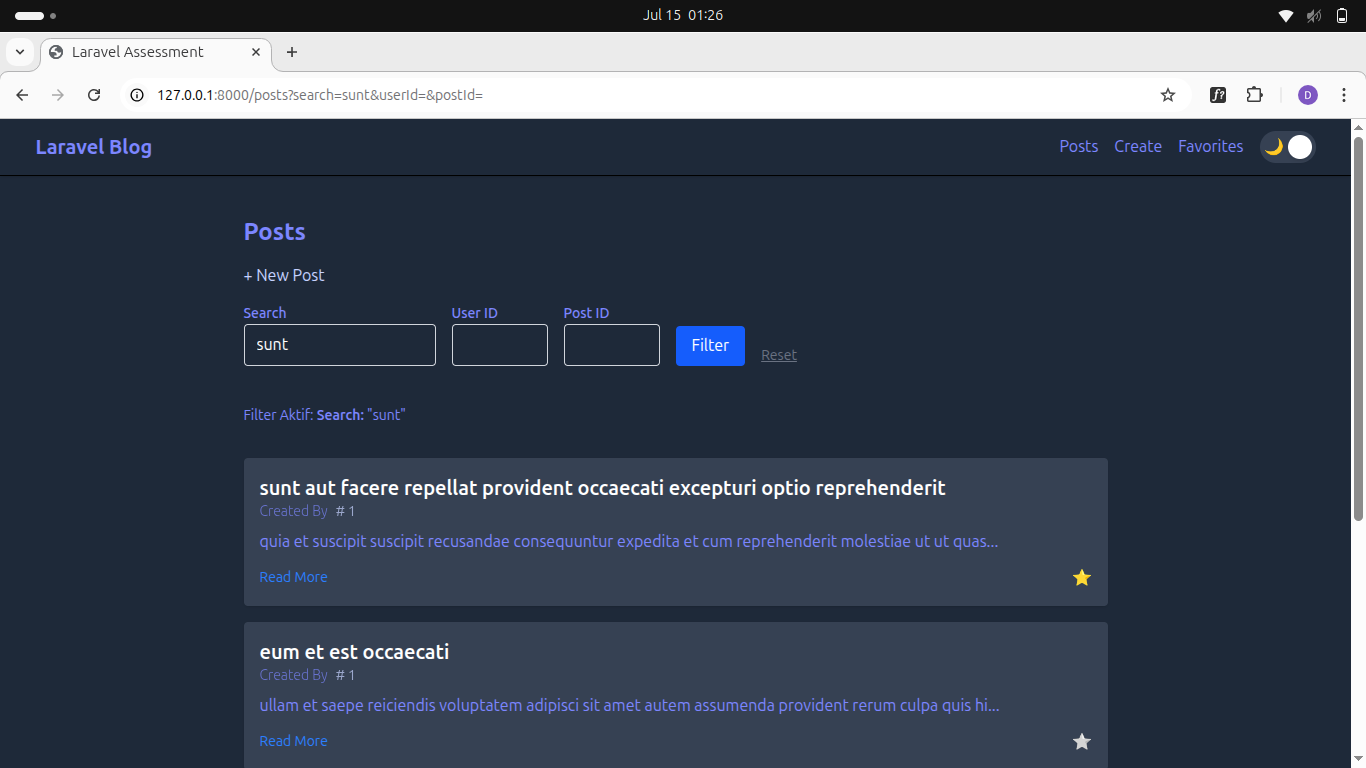 Jul 15 01:26
Laravel Assessment
127.0.0.1:8000/posts?search=sunt&userId=&postId=
D
Laravel Blog
Posts Create Favorites
Posts
+ New Post
Search User ID Post ID
sunt Filter Reset
Filter Aktif: Search: "sunt"
sunt aut facere repellat provident occaecati excepturi optio reprehenderit
Created By # 1
quia et suscipit suscipit recusandae consequuntur expedita et cum reprehenderit molestiae ut ut quas...
Read More
eum et est occaecati
Created By # 1
ullam et saepe reiciendis voluptatem adipisci sit amet autem assumenda provident rerum culpa quis hi...
Read More